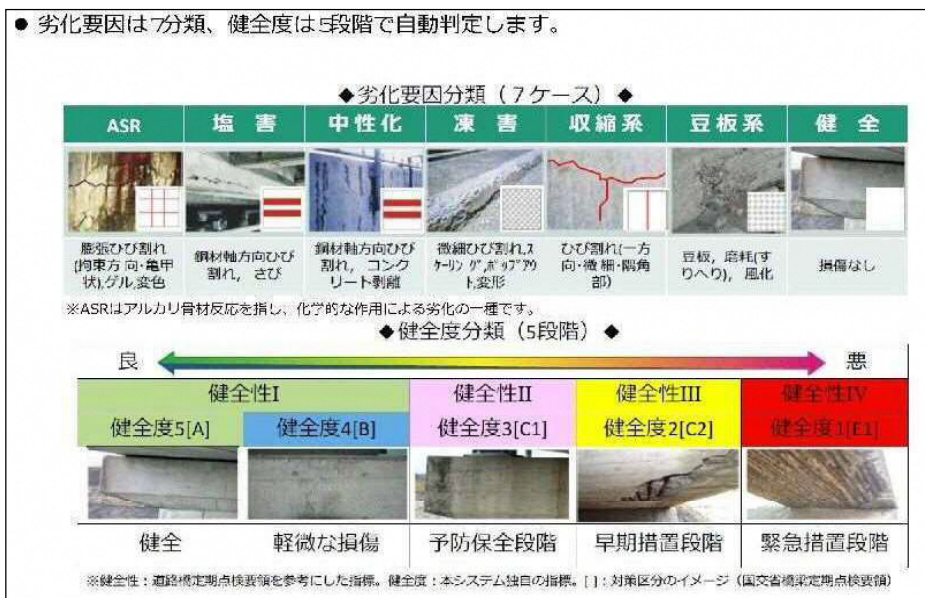 ● 劣化要因は7分類、健全度は5段階で自動判定します。
◆劣化要因分類（7ケース）◆
ASR 塩害 中性化 凍害 収縮系 豆板系 健全
膨張ひび割れ(拘束方向・亀甲状),ゲル,変色
鋼材軸方向ひび割れ, さび
鋼材軸方向ひび割れ, コンクリート剥離
微細ひび割れ,スケーリング,ポップアウト,変形
ひび割れ(一方向・微細・隅角部)
豆板, 磨耗(すりへり), 風化
損傷なし
※ASRはアルカリ骨材反応を指し、化学的な作用による劣化の一種です。
◆健全度分類（5段階）◆
良 悪
健全性I 健全性II 健全性III 健全性IV
健全度5[A] 健全度4[B] 健全度3[C1] 健全度2[C2] 健全度1[E1]
健全 軽微な損傷 予防保全段階 早期措置段階 緊急措置段階
※健全性：道路橋定期点検要領を参考にした指標。健全度：本システム独自の指標。[ ]：対策区分のイメージ（国交省橋梁定期点検要領）